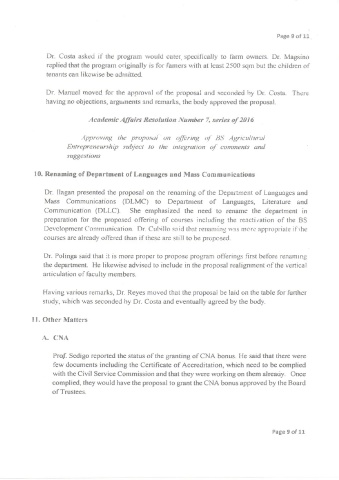 Page 8 of 11
Dr. Costa asked if the program would cater specifically to farm owners. Dr. Magsino
replied that the program originally is for famers with at least 2500 sqm but the children of
tenants can likewise be admitted.
Dr. Manuel moved for the approval of the proposal and seconded by Dr. Costa. There
having no objections, arguments and remarks, the body approved the proposal.
Academic Affairs Resolution Number 7, series of 2016
Approving the proposal on offering of BS Agricultural
Entrepreneurship subject to the integration of comments and
suggestions
10. Renaming of Department of Languages and Mass Communications
Dr. Ilagan presented the proposal on the renaming of the Department of Languages and
Mass Communications (DLMC) to Department of Languages, Literature and
Communication (DLLC). She emphasized the need to rename the department in
preparation for the proposed offering of courses including the reactivation of the BS
Development Communication. Dr. Cubillo said that renaming was more appropriate if the
courses are already offered than if these are still to be proposed.
Dr. Polinga said that it is more proper to propose program offerings first before renaming
the department. He likewise advised to include in the proposal realignment of the vertical
articulation of faculty members.
Having various remarks, Dr. Reyes moved that the proposal be laid on the table for further
study, which was seconded by Dr. Costa and eventually agreed by the body.
11. Other Matters
A. CNA
Prof. Sedigo reported the status of the granting of CNA bonus. He said that there were
few documents including the Certificate of Accreditation, which need to be complied
with the Civil Service Commission and that they were working on them already. Once
complied, they would have the proposal to grant the CNA bonus approved by the Board
of Trustees.
Page 9 of 11